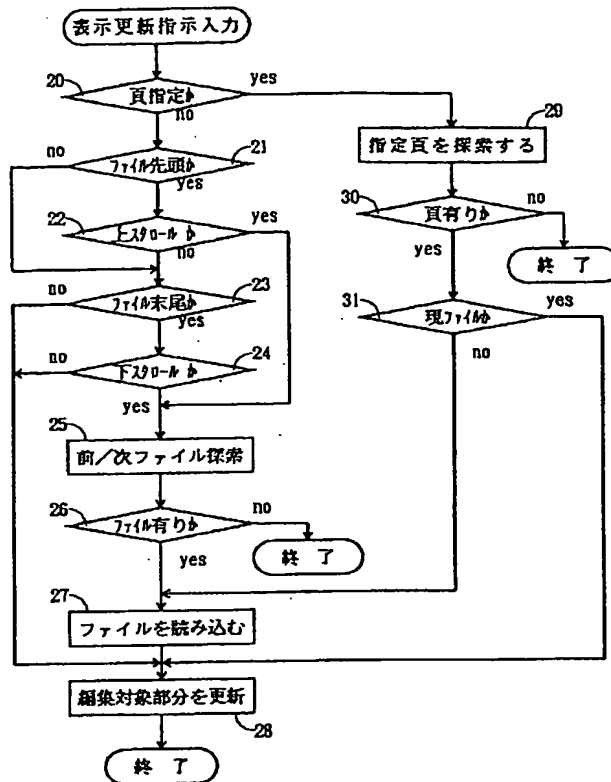 表示更新指示入力
20
頁指定か
yes
no
29
指定頁を探索する
no
21
ファイル先頭か
yes
30
頁有りか
no
yes
終 了
22
上スクロールか
yes
no
no
23
ファイル末尾か
yes
31
現ファイルか
yes
no
no
24
下スクロールか
yes
25
前/次ファイル探索
26
ファイル有りか
no
yes
終 了
27
ファイルを読み込む
編集対象部分を更新
28
終 了